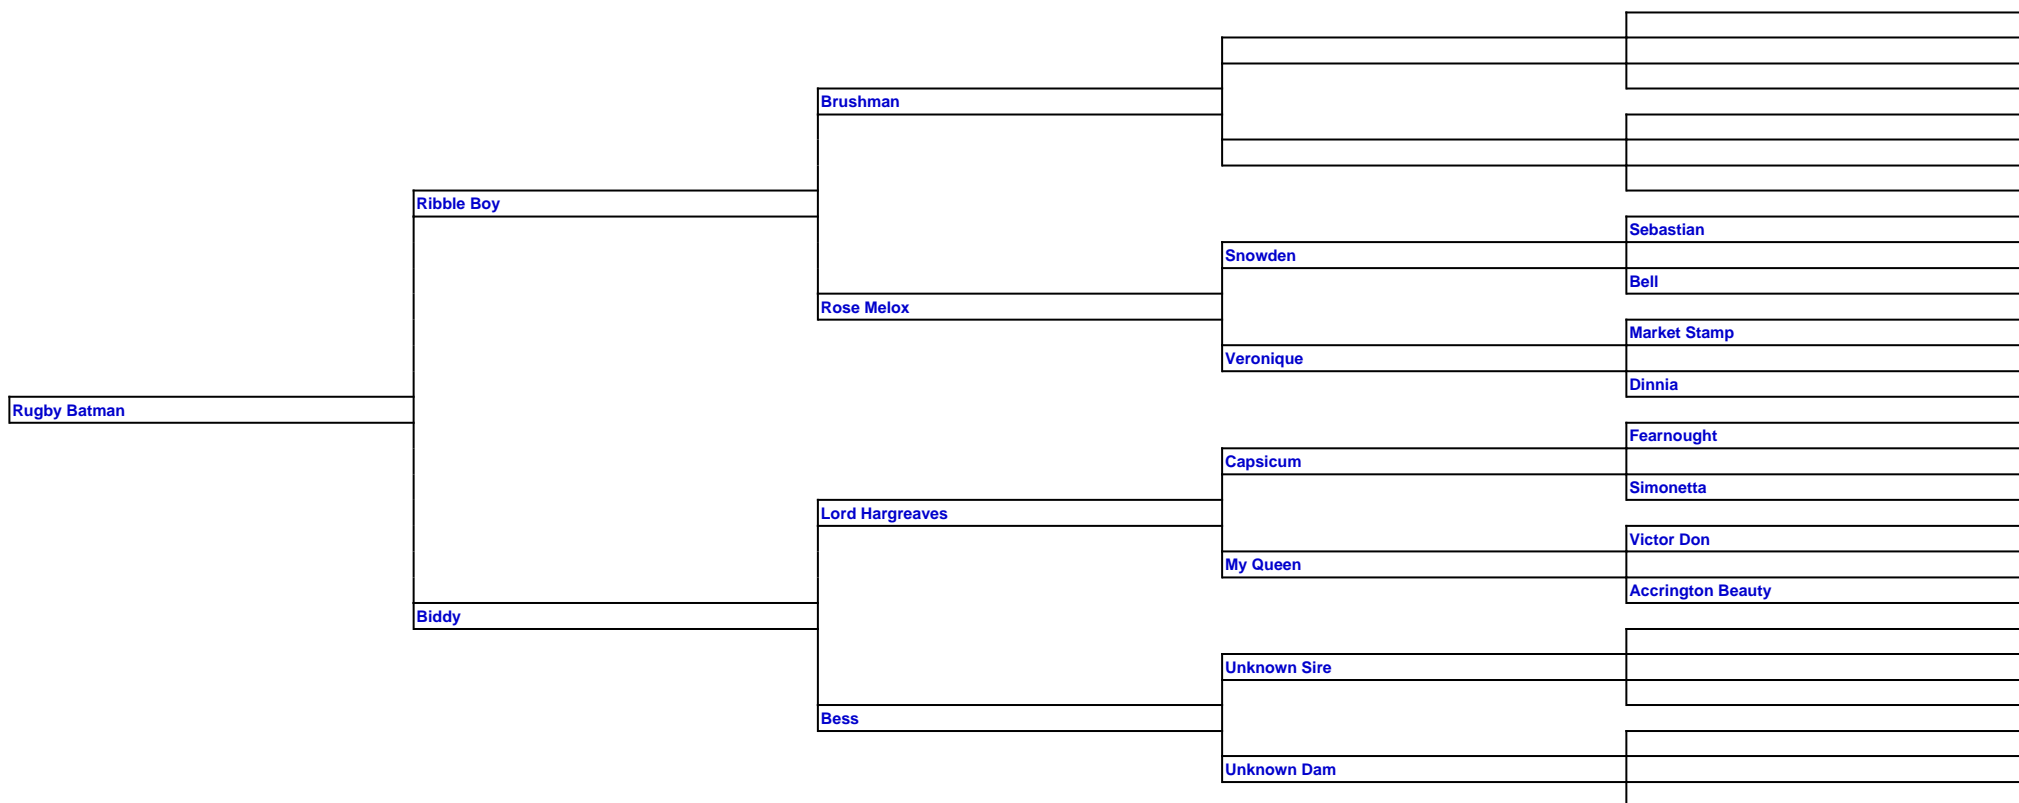 Brushman
Ribble Boy
Sebastian
Snowden
Bell
Rose Melox
Market Stamp
Veronique
Dinnia
Rugby Batman
Fearnought
Capsicum
Simonetta
Lord Hargreaves
Victor Don
My Queen
Accrington Beauty
Biddy
Unknown Sire
Bess
Unknown Dam